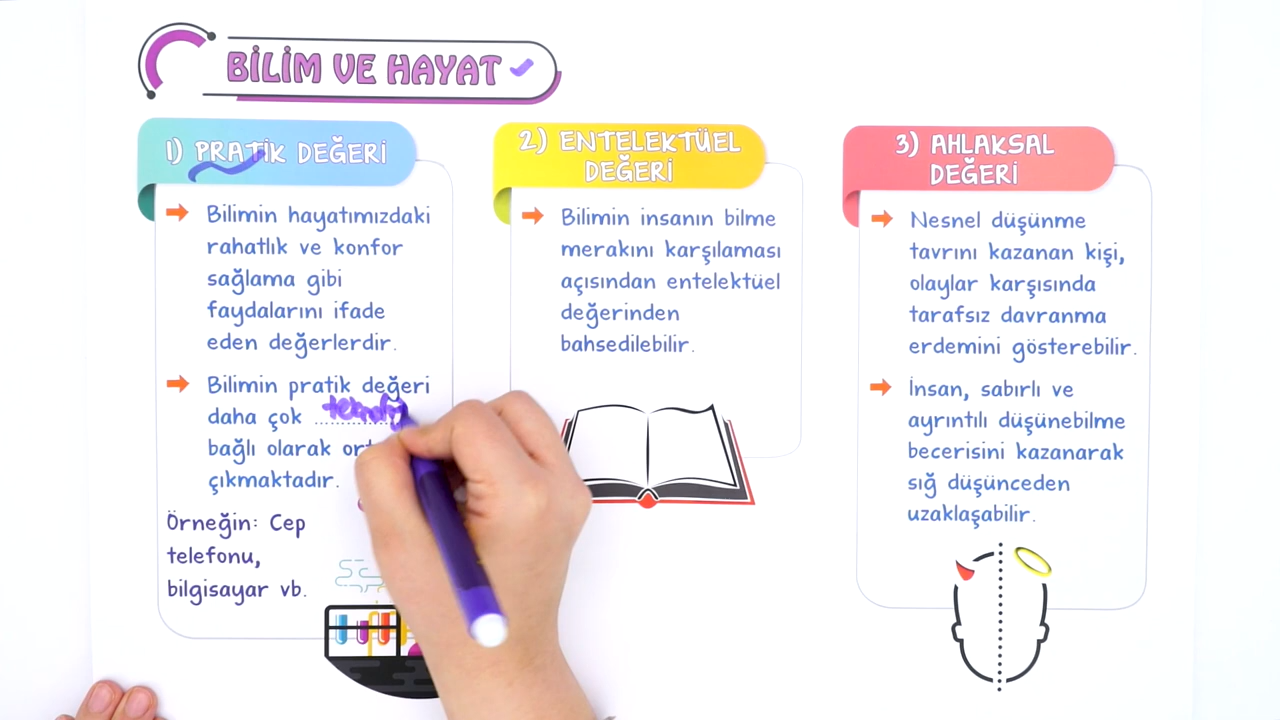 BİLİM VE HAYAT
1) PRATİK DEĞERİ
Bilimin hayatımızdaki
rahatlık ve konfor
sağlama gibi
faydalarını ifade
eden değerlerdir.
Bilimin pratik değeri
daha çok ..............
bağlı olarak
çıkmaktadır.
Örneğin: Cep
telefonu,
bilgisayar vb.
2) ENTELEKTÜEL
DEĞERİ
Bilimin insanın bilme
merakını karşılaması
açısından entelektüel
değerinden
bahsedilebilir.
3) AHLAKSAL
DEĞERİ
Nesnel düşünme
tavrını kazanan kişi,
olaylar karşısında
tarafsız davranma
erdemini gösterebilir.
İnsan, sabırlı ve
ayrıntılı düşünebilme
becerisini kazanarak
sığ düşünceden
uzaklaşabilir.